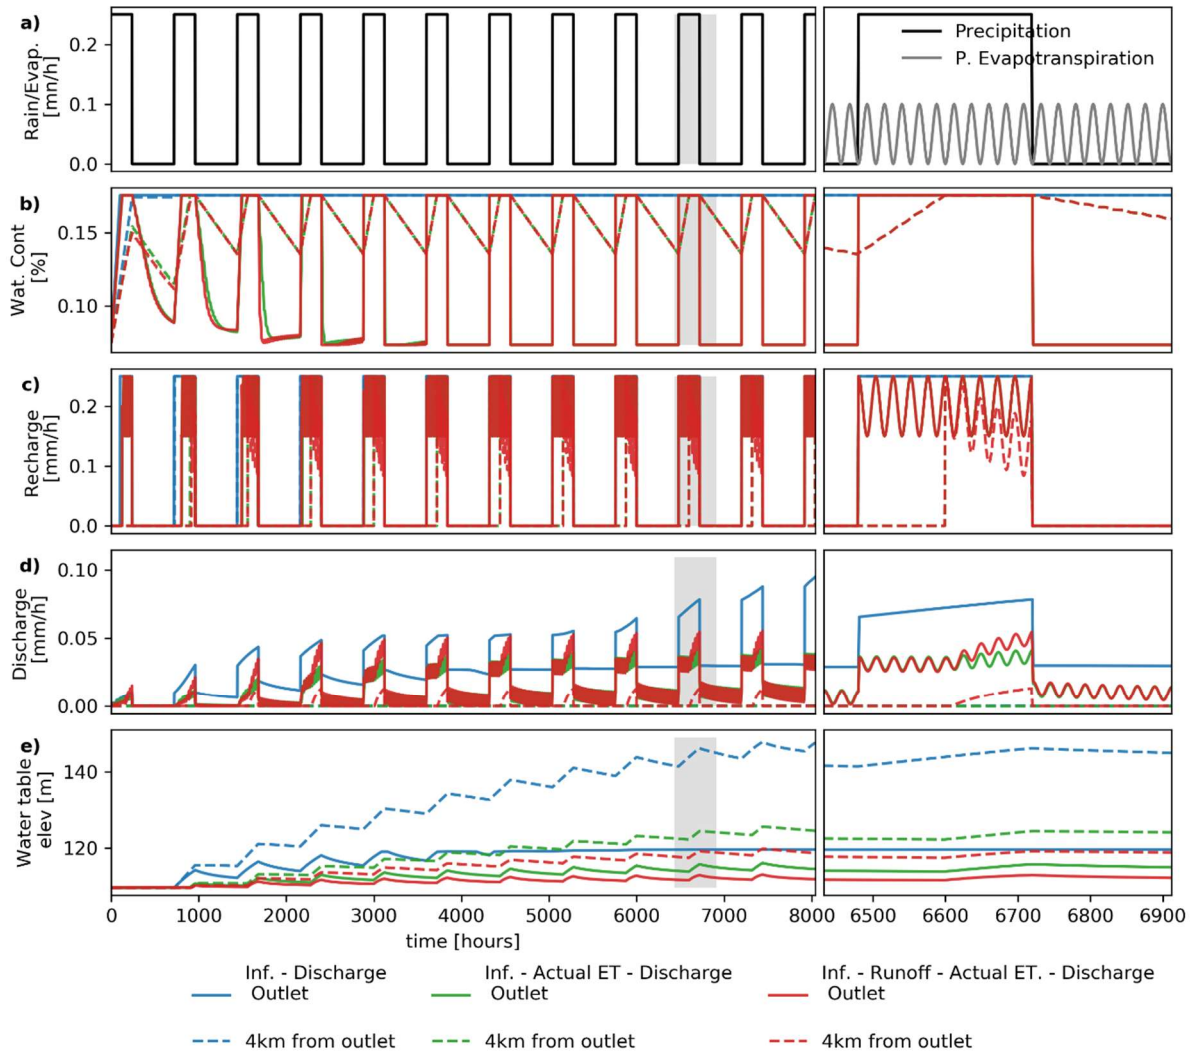 a)
Rain/Evap.
[mn/h]
0.2
0.1
0.0
Precipitation
P. Evapotranspiration
b)
Wat. Cont
[%]
0.15
0.10
c)
Recharge
[mm/h]
0.2
0.1
0.0
d)
Discharge
[mm/h]
0.10
0.05
0.00
e)
Water table
elev [m]
140
120
0 1000 2000 3000 4000 5000 6000 7000 8000 6500 6600 6700 6800 6900
time [hours]
Inf. - Discharge Inf. - Actual ET - Discharge Inf. - Runoff - Actual ET. - Discharge
Outlet Outlet Outlet
4km from outlet 4km from outlet 4km from outlet